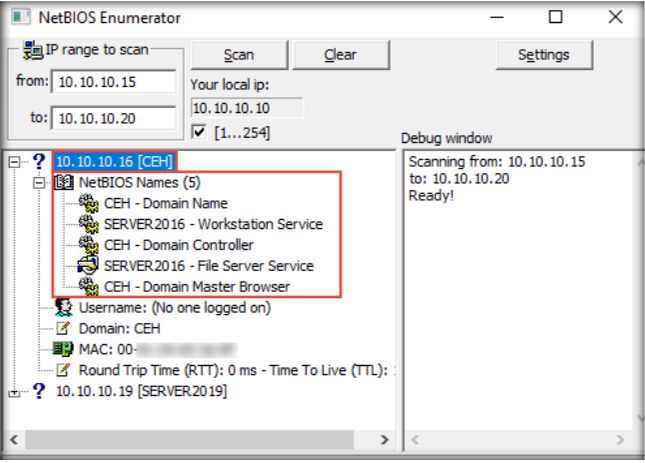 NetBIOS Enumerator
IP range to scan
Scan
Clear
Settings
from: 10.10.10.15
Your local ip:
10.10.10.10
to: 10.10.10.20
[1...254]
Debug window
10.10.10.16 [CEH]
NetBIOS Names (5)
CEH - Domain Name
SERVER2016 - Workstation Service
CEH - Domain Controller
SERVER2016 - File Server Service
CEH - Domain Master Browser
Username: (No one logged on)
Domain: CEH
MAC: 00-
Round Trip Time (RTT): 0 ms - Time To Live (TTL):
10.10.10.19 [SERVER2019]
Scanning from: 10.10.10.15
to: 10.10.10.20
Ready!